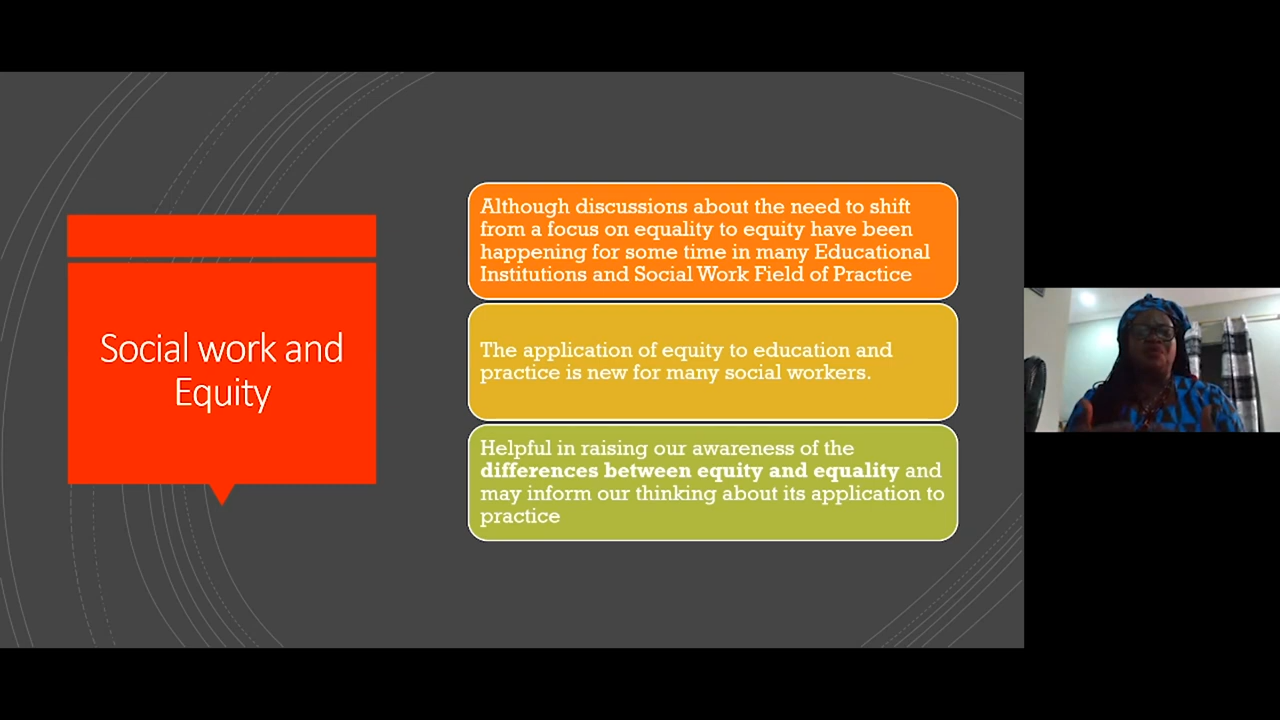 Social work and
Equity
Although discussions about the need to shift
from a focus on equality to equity have been
happening for some time in many Educational
Institutions and Social Work Field of Practice
The application of equity to education and
practice is new for many social workers.
Helpful in raising our awareness of the
differences between equity and equality and
may inform our thinking about its application to
practice